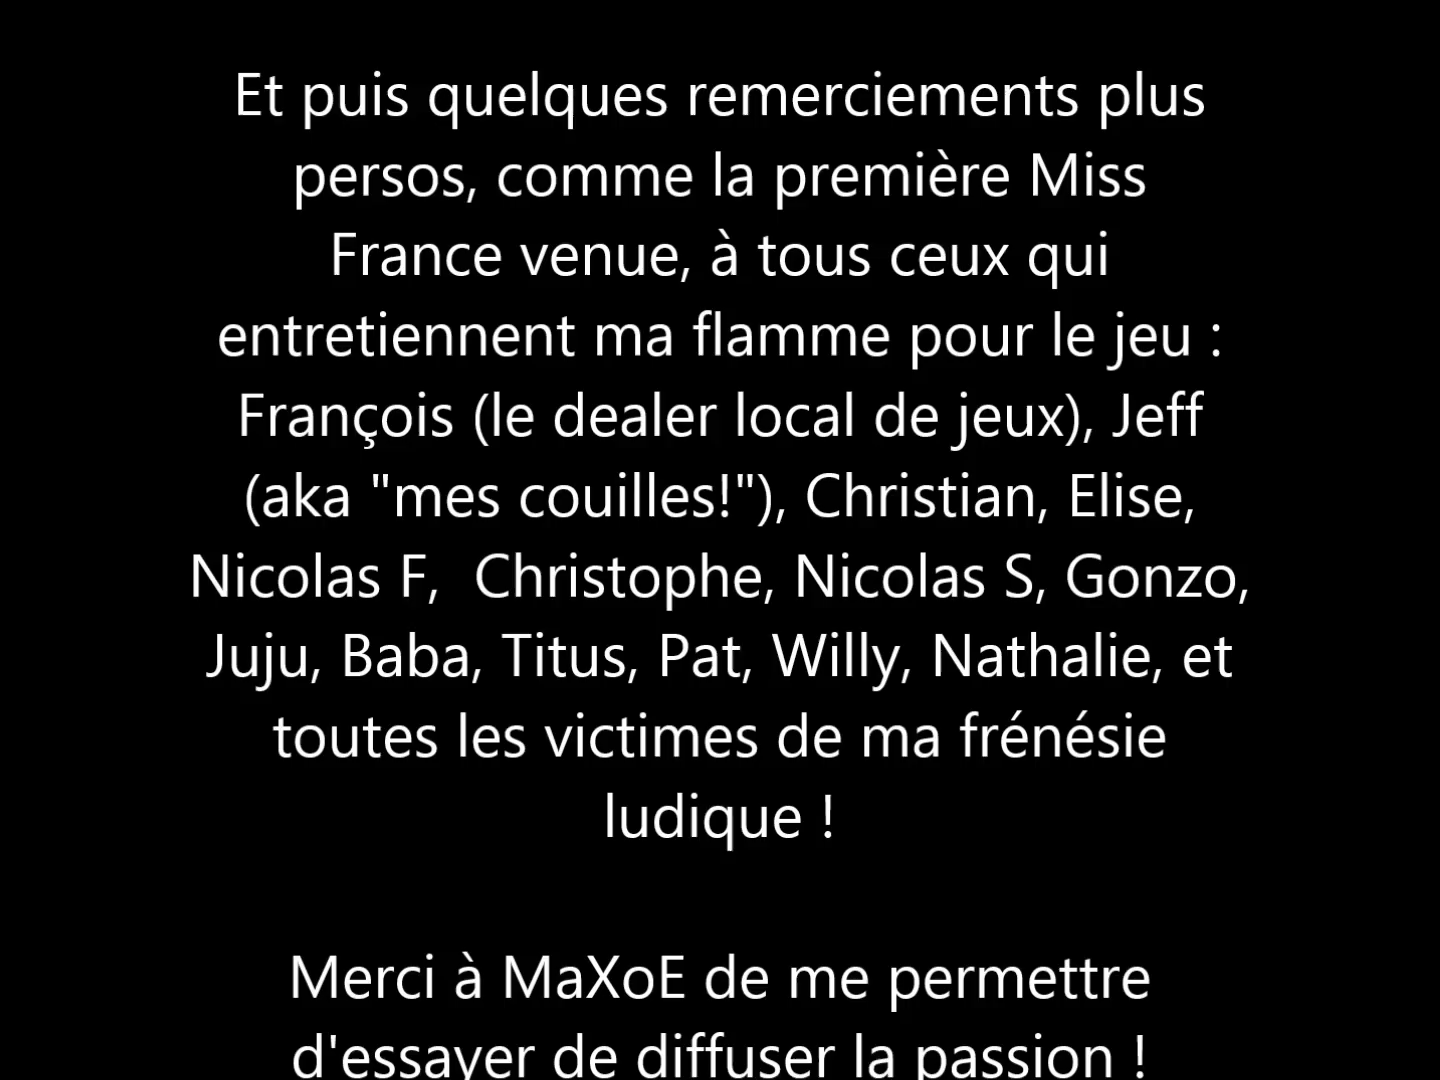 Et puis quelques remerciements plus
persos, comme la première Miss
France venue, à tous ceux qui
entretiennent ma flamme pour le jeu :
François (le dealer local de jeux), Jeff
(aka "mes couilles!"), Christian, Elise,
Nicolas F,  Christophe, Nicolas S, Gonzo,
Juju, Baba, Titus, Pat, Willy, Nathalie, et
toutes les victimes de ma frénésie
ludique !
Merci à MaXoE de me permettre
d'essayer de diffuser la passion !